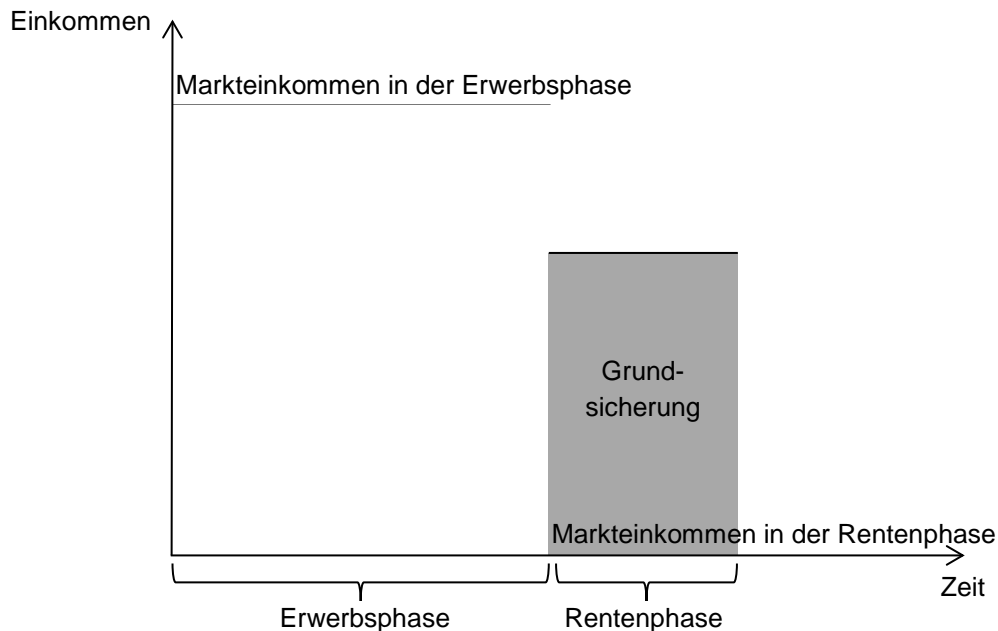 Einkommen
Markteinkommen in der Erwerbsphase
Grund-
sicherung
Markteinkommen in der Rentenphase
Zeit
Erwerbsphase
Rentenphase